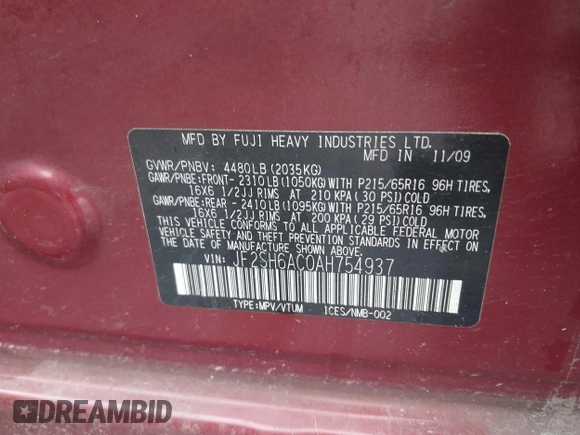 MFD BY FUJI HEAVY INDUSTRIES LTD.
MFD IN 11/09
GVWR/PNBV: 4480LB(2035KG)
GAWR/PNBE:FRONT-2310LB(1050KG)WITH P215/65R16 96H TIRES,
16X6 1/2JJ RIMS AT 210 KPA(30 PSI)COLD
GAWR/PNBE:REAR -2410LB(1095KG)WITH P215/65R16 96H TIRES,
16X6 1/2JJ RIMS AT 200 KPA(29 PSI)COLD
THIS VEHICLE CONFORMS TO ALL APPLICABLE FEDERAL MOTOR
VEHICLE SAFETY AND THEFT PREVENTION STANDARDS
IN EFFECT ON THE DATE OF MANUFACTURE
SHOWN ABOVE.
VIN: JF2SH6AC0AH754937
TYPE:MPV/VTUM ICES/NMB-002
DREAMBID